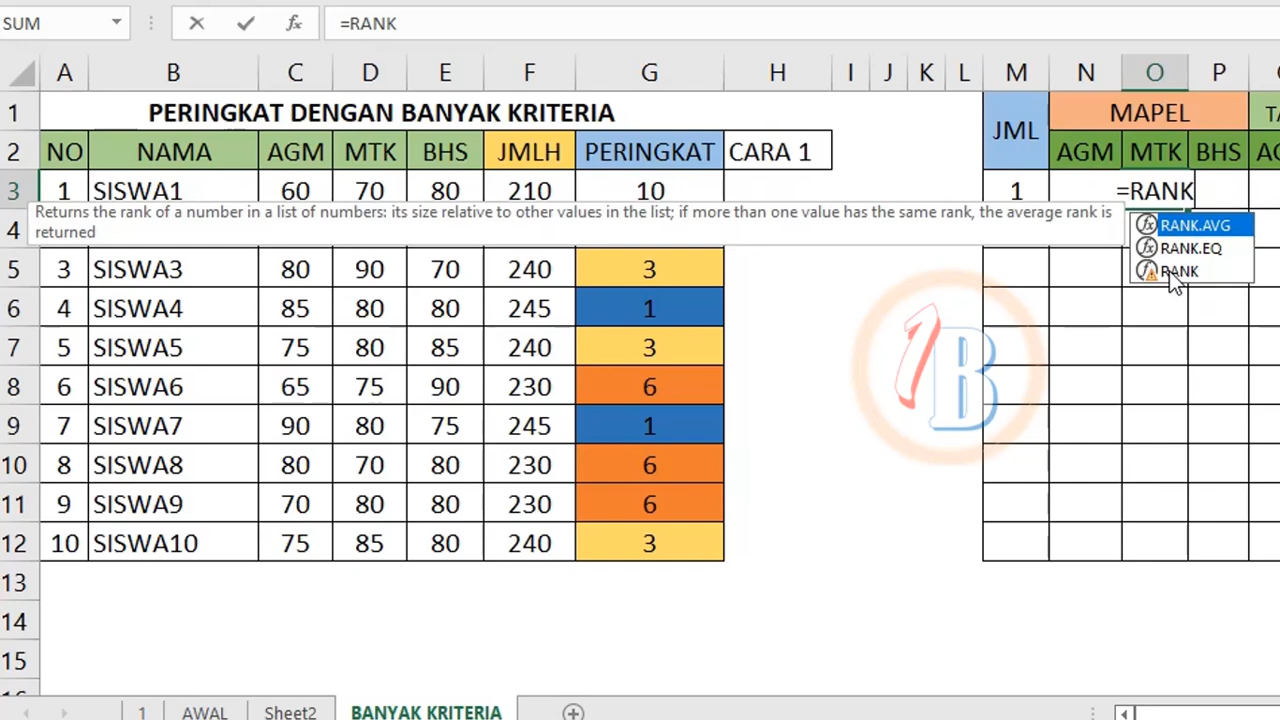 SUM =RANK
A B C D E F G H I J K L M N O P
1 PERINGKAT DENGAN BANYAK KRITERIA JML MAPEL
2 NO NAMA AGM MTK BHS JMLH PERINGKAT CARA 1 AGM MTK BHS
3 1 SISWA1 60 70 80 210 10 1 =RANK
Returns the rank of a number in a list of numbers: its size relative to other values in the list; if more than one value has the same rank, the average rank is
returned
RANK.AVG
RANK.EQ
RANK
4
5 3 SISWA3 80 90 70 240 3
6 4 SISWA4 85 80 80 245 1
7 5 SISWA5 75 80 85 240 3
8 6 SISWA6 65 75 90 230 6
9 7 SISWA7 90 80 75 245 1
10 8 SISWA8 80 70 80 230 6
11 9 SISWA9 70 80 80 230 6
12 10 SISWA10 75 85 80 240 3
1B
13
14
15
1 AWAL Sheet2 BANYAK KRITERIA